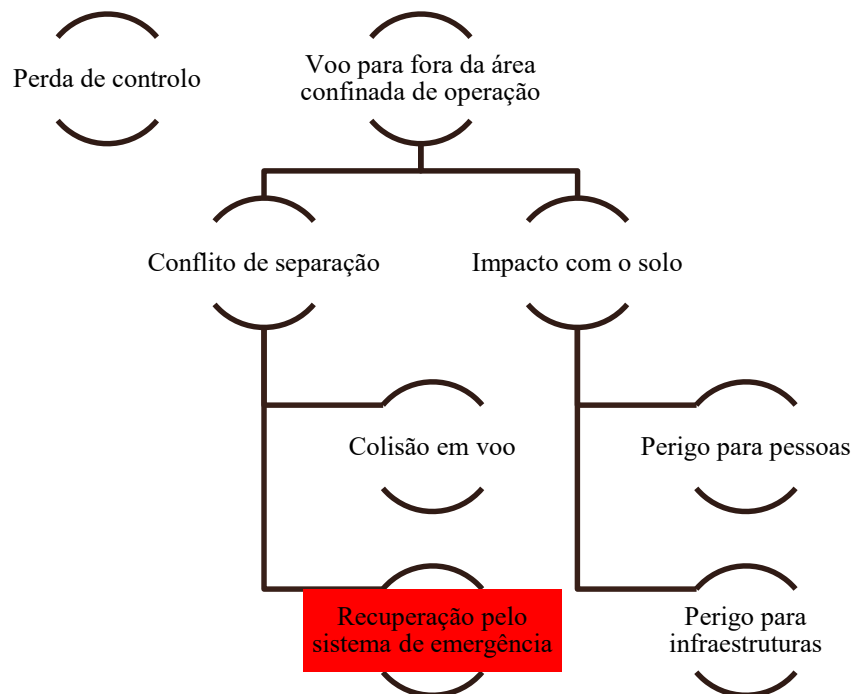 Perda de controlo
Voo para fora da área
confinada de operação
Conflito de separação
Impacto com o solo
Colisão em voo
Perigo para pessoas
Recuperação pelo
sistema de emergência
Perigo para
infraestruturas